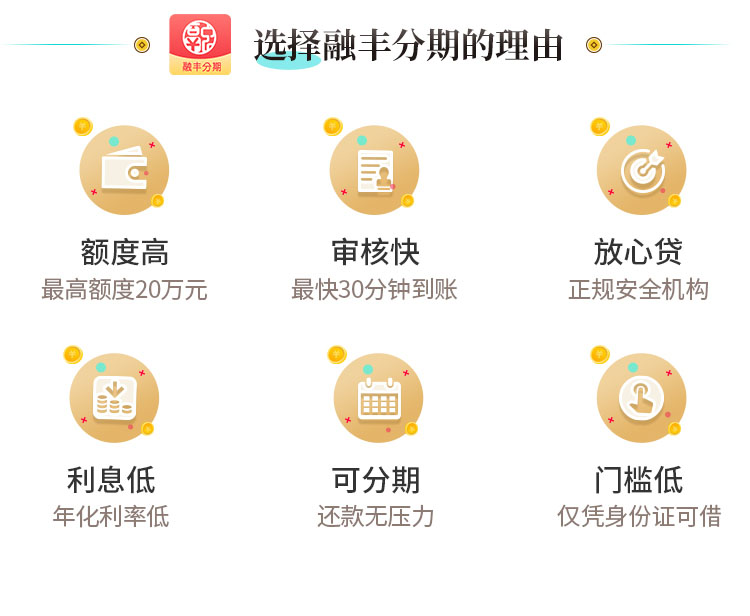 融丰分期
选择融丰分期的理由
额度高
最高额度20万元
审核快
最快30分钟到账
放心贷
正规安全机构
利息低
年化利率低
可分期
还款无压力
门槛低
仅凭身份证可借